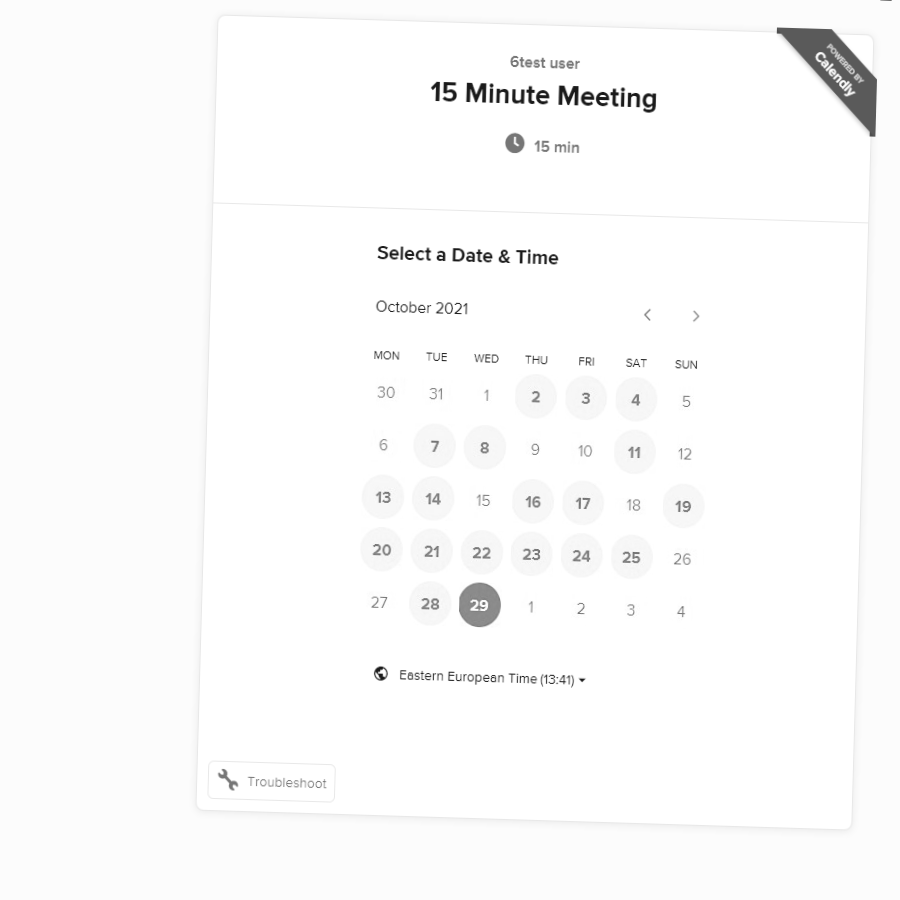 POWERED BY
Calendly
6test user
15 Minute Meeting
15 min
Select a Date & Time
October 2021
MON TUE WED THU FRI SAT SUN
30 31 1 2 3 4 5
6 7 8 9 10 11 12
13 14 15 16 17 18 19
20 21 22 23 24 25 26
27 28 29 1 2 3 4
Eastern European Time (13:41)
Troubleshoot